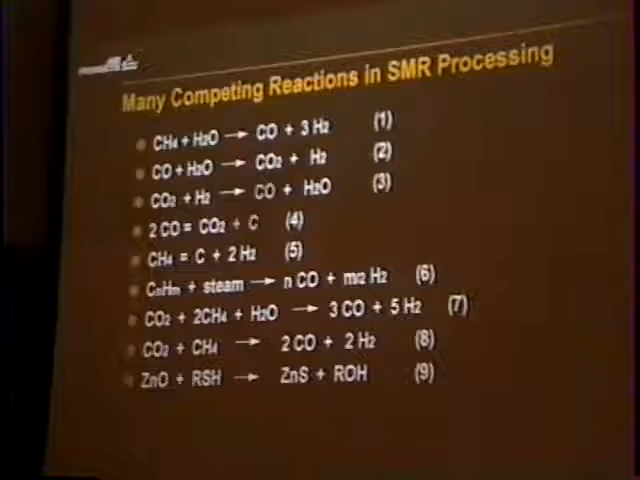 Many Competing Reactions in SMR Processing
CH4 + H2O → CO + 3 H2 (1)
CO + H2O → CO2 + H2 (2)
CO2 + H2 → CO + H2O (3)
2 CO = CO2 + C (4)
CH4 = C + 2 H2 (5)
CnHm + steam → n CO + m/2 H2 (6)
CO2 + 2CH4 + H2O → 3 CO + 5 H2 (7)
CO2 + CH4 → 2 CO + 2 H2 (8)
ZnO + RSH → ZnS + ROH (9)